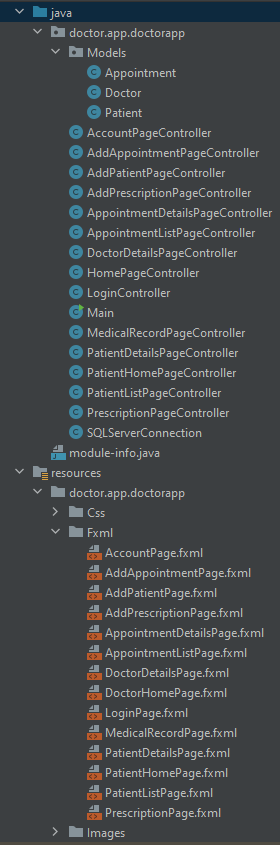 java
doctor.app.doctorapp
Models
Appointment
Doctor
Patient
AccountPageController
AddAppointmentPageController
AddPatientPageController
AddPrescriptionPageController
AppointmentDetailsPageController
AppointmentListPageController
DoctorDetailsPageController
HomePageController
LoginController
Main
MedicalRecordPageController
PatientDetailsPageController
PatientHomePageController
PatientListPageController
PrescriptionPageController
SQLServerConnection
module-info.java
resources
doctor.app.doctorapp
Css
Fxml
AccountPage.fxml
AddAppointmentPage.fxml
AddPatientPage.fxml
AddPrescriptionPage.fxml
AppointmentDetailsPage.fxml
AppointmentListPage.fxml
DoctorDetailsPage.fxml
DoctorHomePage.fxml
LoginPage.fxml
MedicalRecordPage.fxml
PatientDetailsPage.fxml
PatientHomePage.fxml
PatientListPage.fxml
PrescriptionPage.fxml
Images